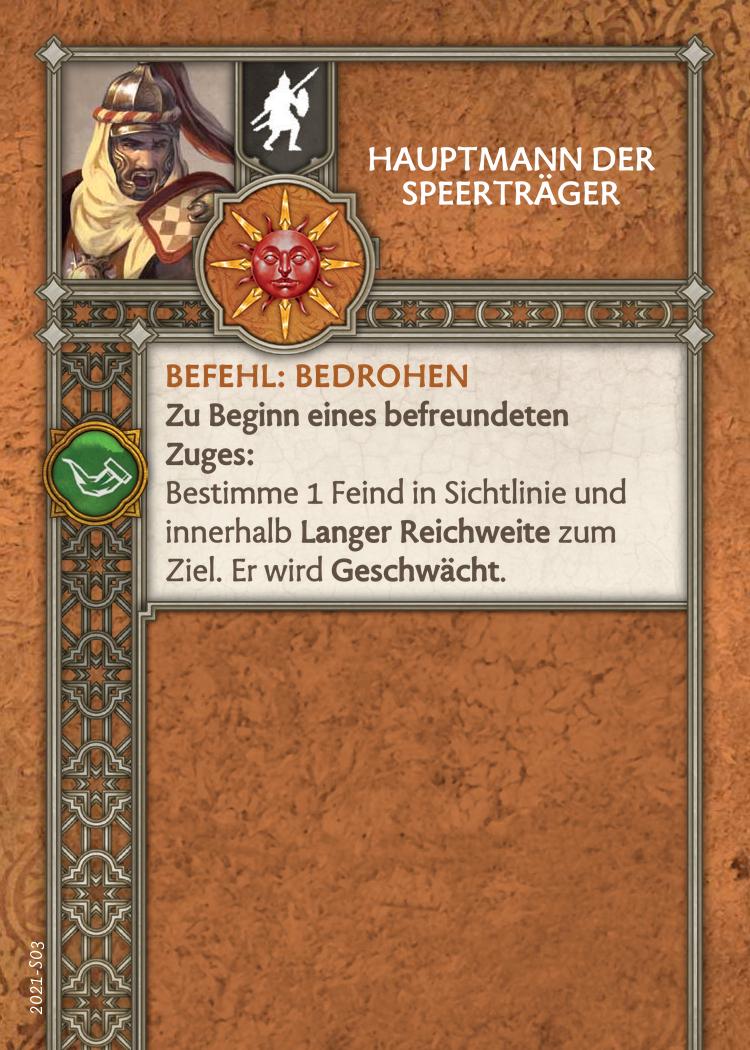 HAUPTMANN DER
SPEERTRÄGER
BEFEHL: BEDROHEN
Zu Beginn eines befreundeten
Zuges:
Bestimme 1 Feind in Sichtlinie und
innerhalb Langer Reichweite zum
Ziel. Er wird Geschwächt.
2021-S03